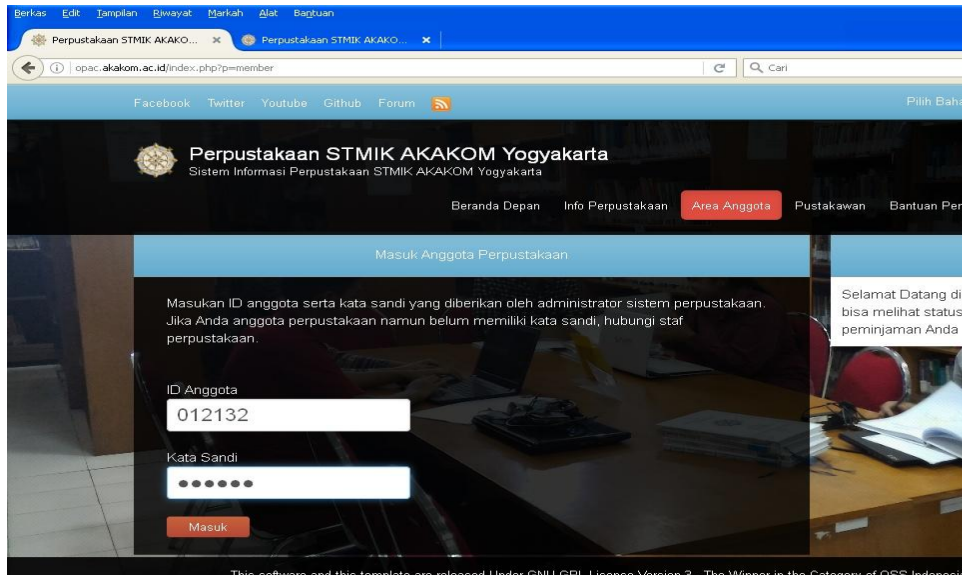 Berkas Edit Tampilan Riwayat Markah Alat Bantuan
Perpustakaan STMIK AKAKO... × Perpustakaan STMIK AKAKO... ×
opac.akakom.ac.id/index.php?p=member Cari
Facebook Twitter Youtube Github Forum Pilih Baha
Perpustakaan STMIK AKAKOM Yogyakarta
Sistem Informasi Perpustakaan STMIK AKAKOM Yogyakarta
Beranda Depan Info Perpustakaan Area Anggota Pustakawan Bantuan Pen
Masuk Anggota Perpustakaan
Masukan ID anggota serta kata sandi yang diberikan oleh administrator sistem perpustakaan.
Jika Anda anggota perpustakaan namun belum memiliki kata sandi, hubungi staf
perpustakaan.
Selamat Datang di
bisa melihat status
peminjaman Anda
ID Anggota
012132
Kata Sandi
●●●●●●
Masuk
This software and this template are released Under GNU GPL License Version 3. The Winner in the Category of OSS Indonesia